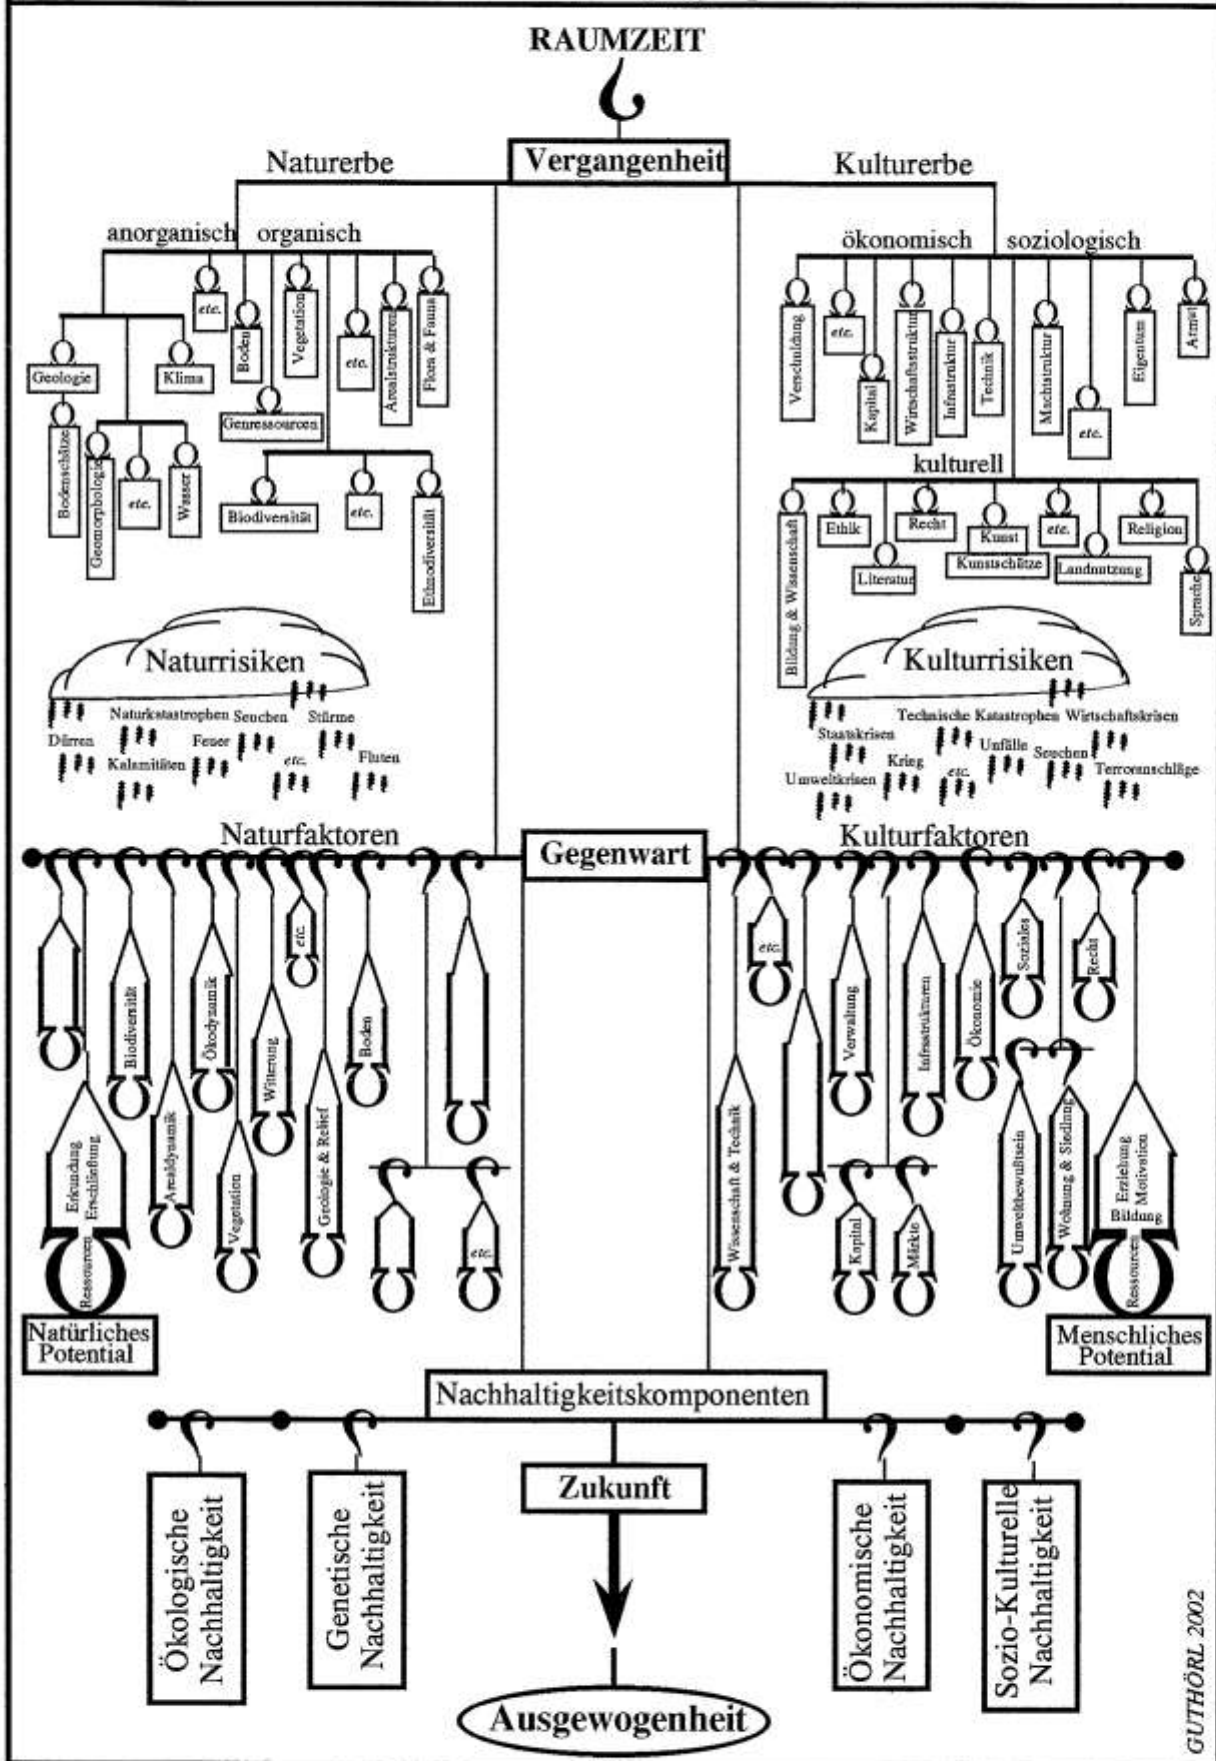 RAUMZEIT
Vergangenheit
Naturerbe
Kulturerbe
anorganisch
organisch
ökonomisch
soziologisch
etc.
Boden
Vegetation
etc.
Arealstrukturen
Flora & Fauna
Geologie
Klima
Genressourcen
Bodenschätze
Geomorphologie
etc.
Wasser
Biodiversität
etc.
Ethnodiversität
Verschuldung
etc.
Kapital
Wirtschaftsstruktur
Infrastruktur
Technik
Machtstruktur
etc.
Eigentum
Armut
kulturell
Bildung & Wissenschaft
Ethik
Literatur
Recht
Kunst
Kunstschätze
etc.
Landnutzung
Religion
Sprache
Naturrisiken
Naturkatastrophen
Seuchen
Stürme
Dürren
Feuer
Kalamitäten
etc.
Fluten
Kulturrisiken
Technische Katastrophen
Wirtschaftskrisen
Staatskrisen
Unfälle
Seuchen
Krieg
etc.
Umweltkrisen
Terroranschläge
Naturfaktoren
Gegenwart
Kulturfaktoren
Erkundung
Erschließung
Ressourcen
Biodiversität
Arealdynamik
Ökodynamik
Vegetation
Witterung
etc.
Geologie & Relief
Boden
etc.
Natürliches
Potential
Wissenschaft & Technik
etc.
Verwaltung
Kapital
Märkte
Infrastrukturen
Ökonomie
Soziales
Umweltbewußtsein
Wohnung & Siedlung
Recht
Erziehung
Motivation
Bildung
Ressourcen
Menschliches
Potential
Nachhaltigkeitskomponenten
Zukunft
Ökologische
Nachhaltigkeit
Genetische
Nachhaltigkeit
Ökonomische
Nachhaltigkeit
Sozio-Kulturelle
Nachhaltigkeit
Ausgewogenheit
GUTHÖRL 2002